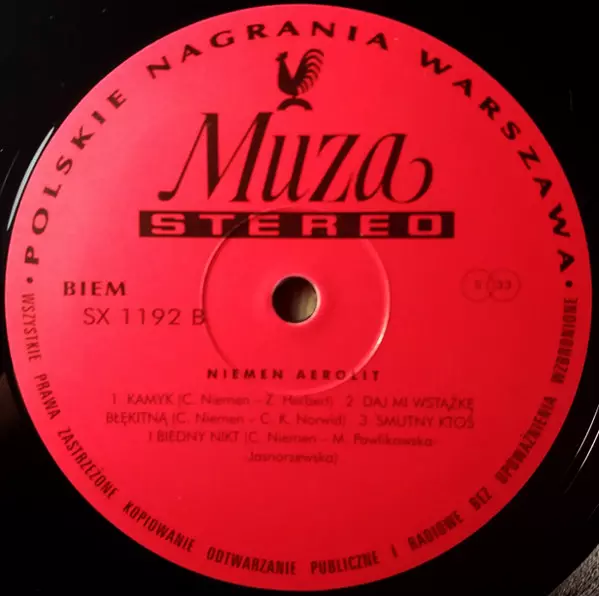 • POLSKIE NAGRANIA WARSZAWA •
Muza
STEREO
BIEM
SX 1192 B
S 33
NIEMEN AEROLIT
1. KAMYK (C. Niemen – Z. Herbert) 2. DAJ MI WSTĄŻKĘ
BŁĘKITNĄ (C. Niemen – C. K. Norwid) 3. SMUTNY KTOŚ
I BIEDNY NIKT (C. Niemen – M. Pawlikowska-
Jasnorzewska)
WSZYSTKIE PRAWA ZASTRZEŻONE KOPIOWANIE ODTWARZANIE PUBLICZNE I RADIOWE BEZ UPOWAŻNIENIA WZBRONIONE